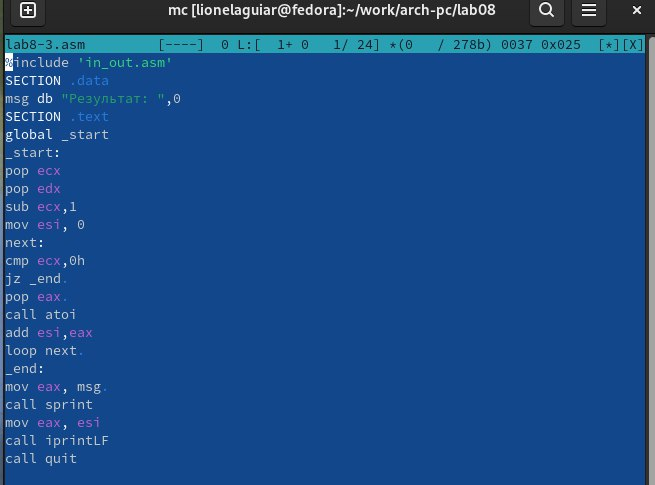 mc [lionelaguiar@fedora]:~/work/arch-pc/lab08
lab8-3.asm [----] 0 L:[ 1+ 0 1/ 24] *(0 / 278b) 0037 0x025 [*][X]
%include 'in_out.asm'
SECTION .data
msg db "Результат: ",0
SECTION .text
global _start
_start:
pop ecx
pop edx
sub ecx,1
mov esi, 0
next:
cmp ecx,0h
jz _end.
pop eax.
call atoi
add esi,eax
loop next.
_end:
mov eax, msg.
call sprint
mov eax, esi
call iprintLF
call quit